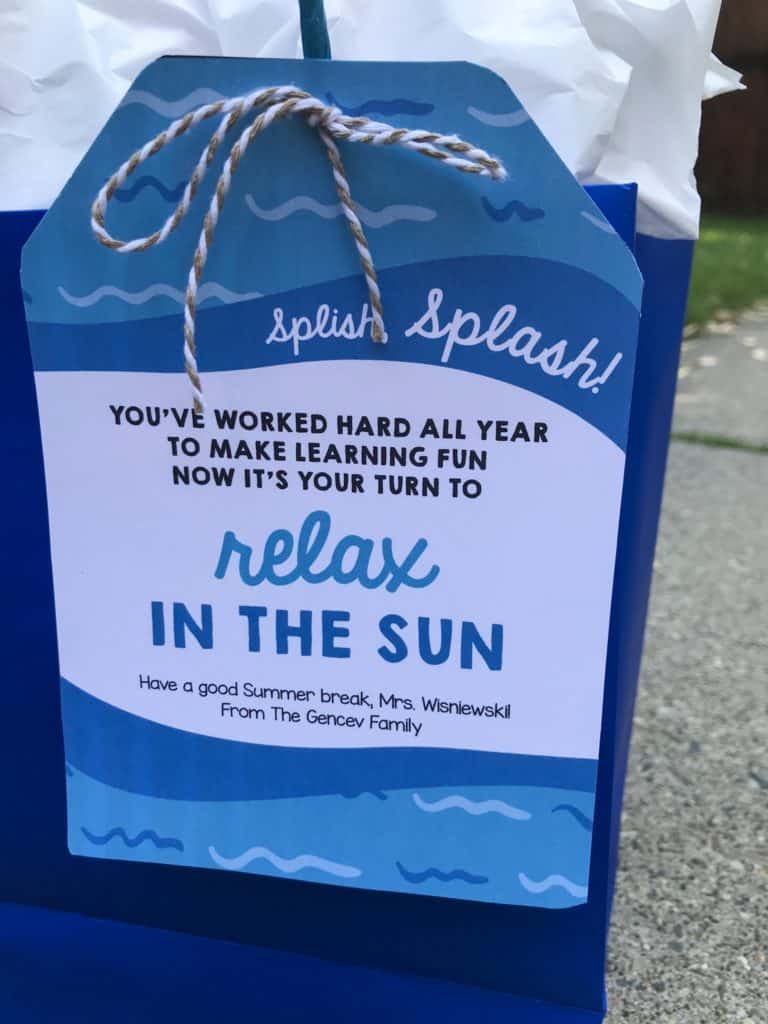 Splish Splash!
YOU'VE WORKED HARD ALL YEAR
TO MAKE LEARNING FUN
NOW IT'S YOUR TURN TO
relax
IN THE SUN
Have a good Summer break, Mrs. Wisniewski!
From The Gencev Family